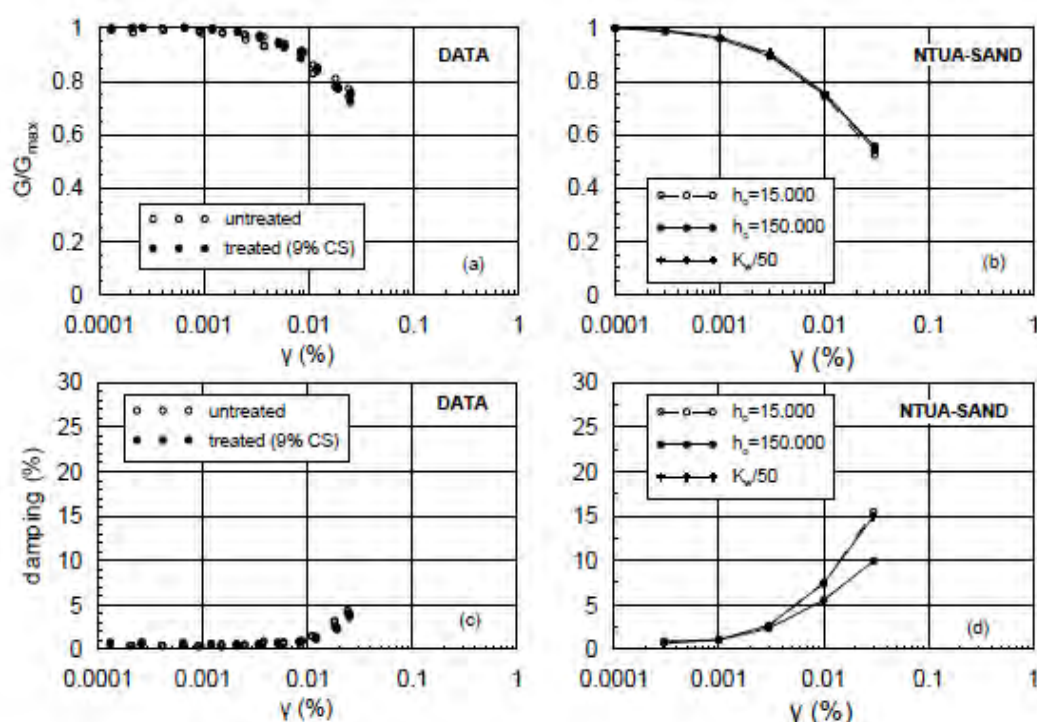 1
0.8
0.6
0.4
0.2
0
G/Gmax
DATA
untreated
treated (9% CS)
(a)
0.0001 0.001 0.01 0.1 1
γ (%)
1
0.8
0.6
0.4
0.2
0
NTUA-SAND
ho=15.000
ho=150.000
Kw/50
(b)
0.0001 0.001 0.01 0.1 1
γ (%)
30
25
20
15
10
5
0
damping (%)
untreated
treated (9% CS)
DATA
(c)
0.0001 0.001 0.01 0.1 1
γ (%)
30
25
20
15
10
5
0
ho=15.000
ho=150.000
Kw/50
NTUA-SAND
(d)
0.0001 0.001 0.01 0.1 1
γ (%)